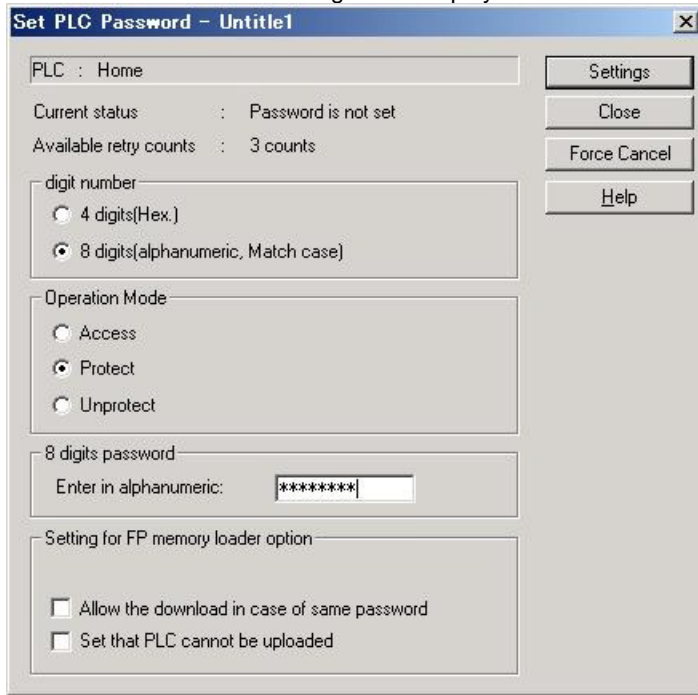 Set PLC Password - Untitle1
PLC : Home
Settings
Current status : Password is not set
Close
Available retry counts : 3 counts
Force Cancel
digit number
Help
4 digits(Hex.)
8 digits(alphanumeric, Match case)
Operation Mode
Access
Protect
Unprotect
8 digits password
Enter in alphanumeric: ********
Setting for FP memory loader option
Allow the download in case of same password
Set that PLC cannot be uploaded